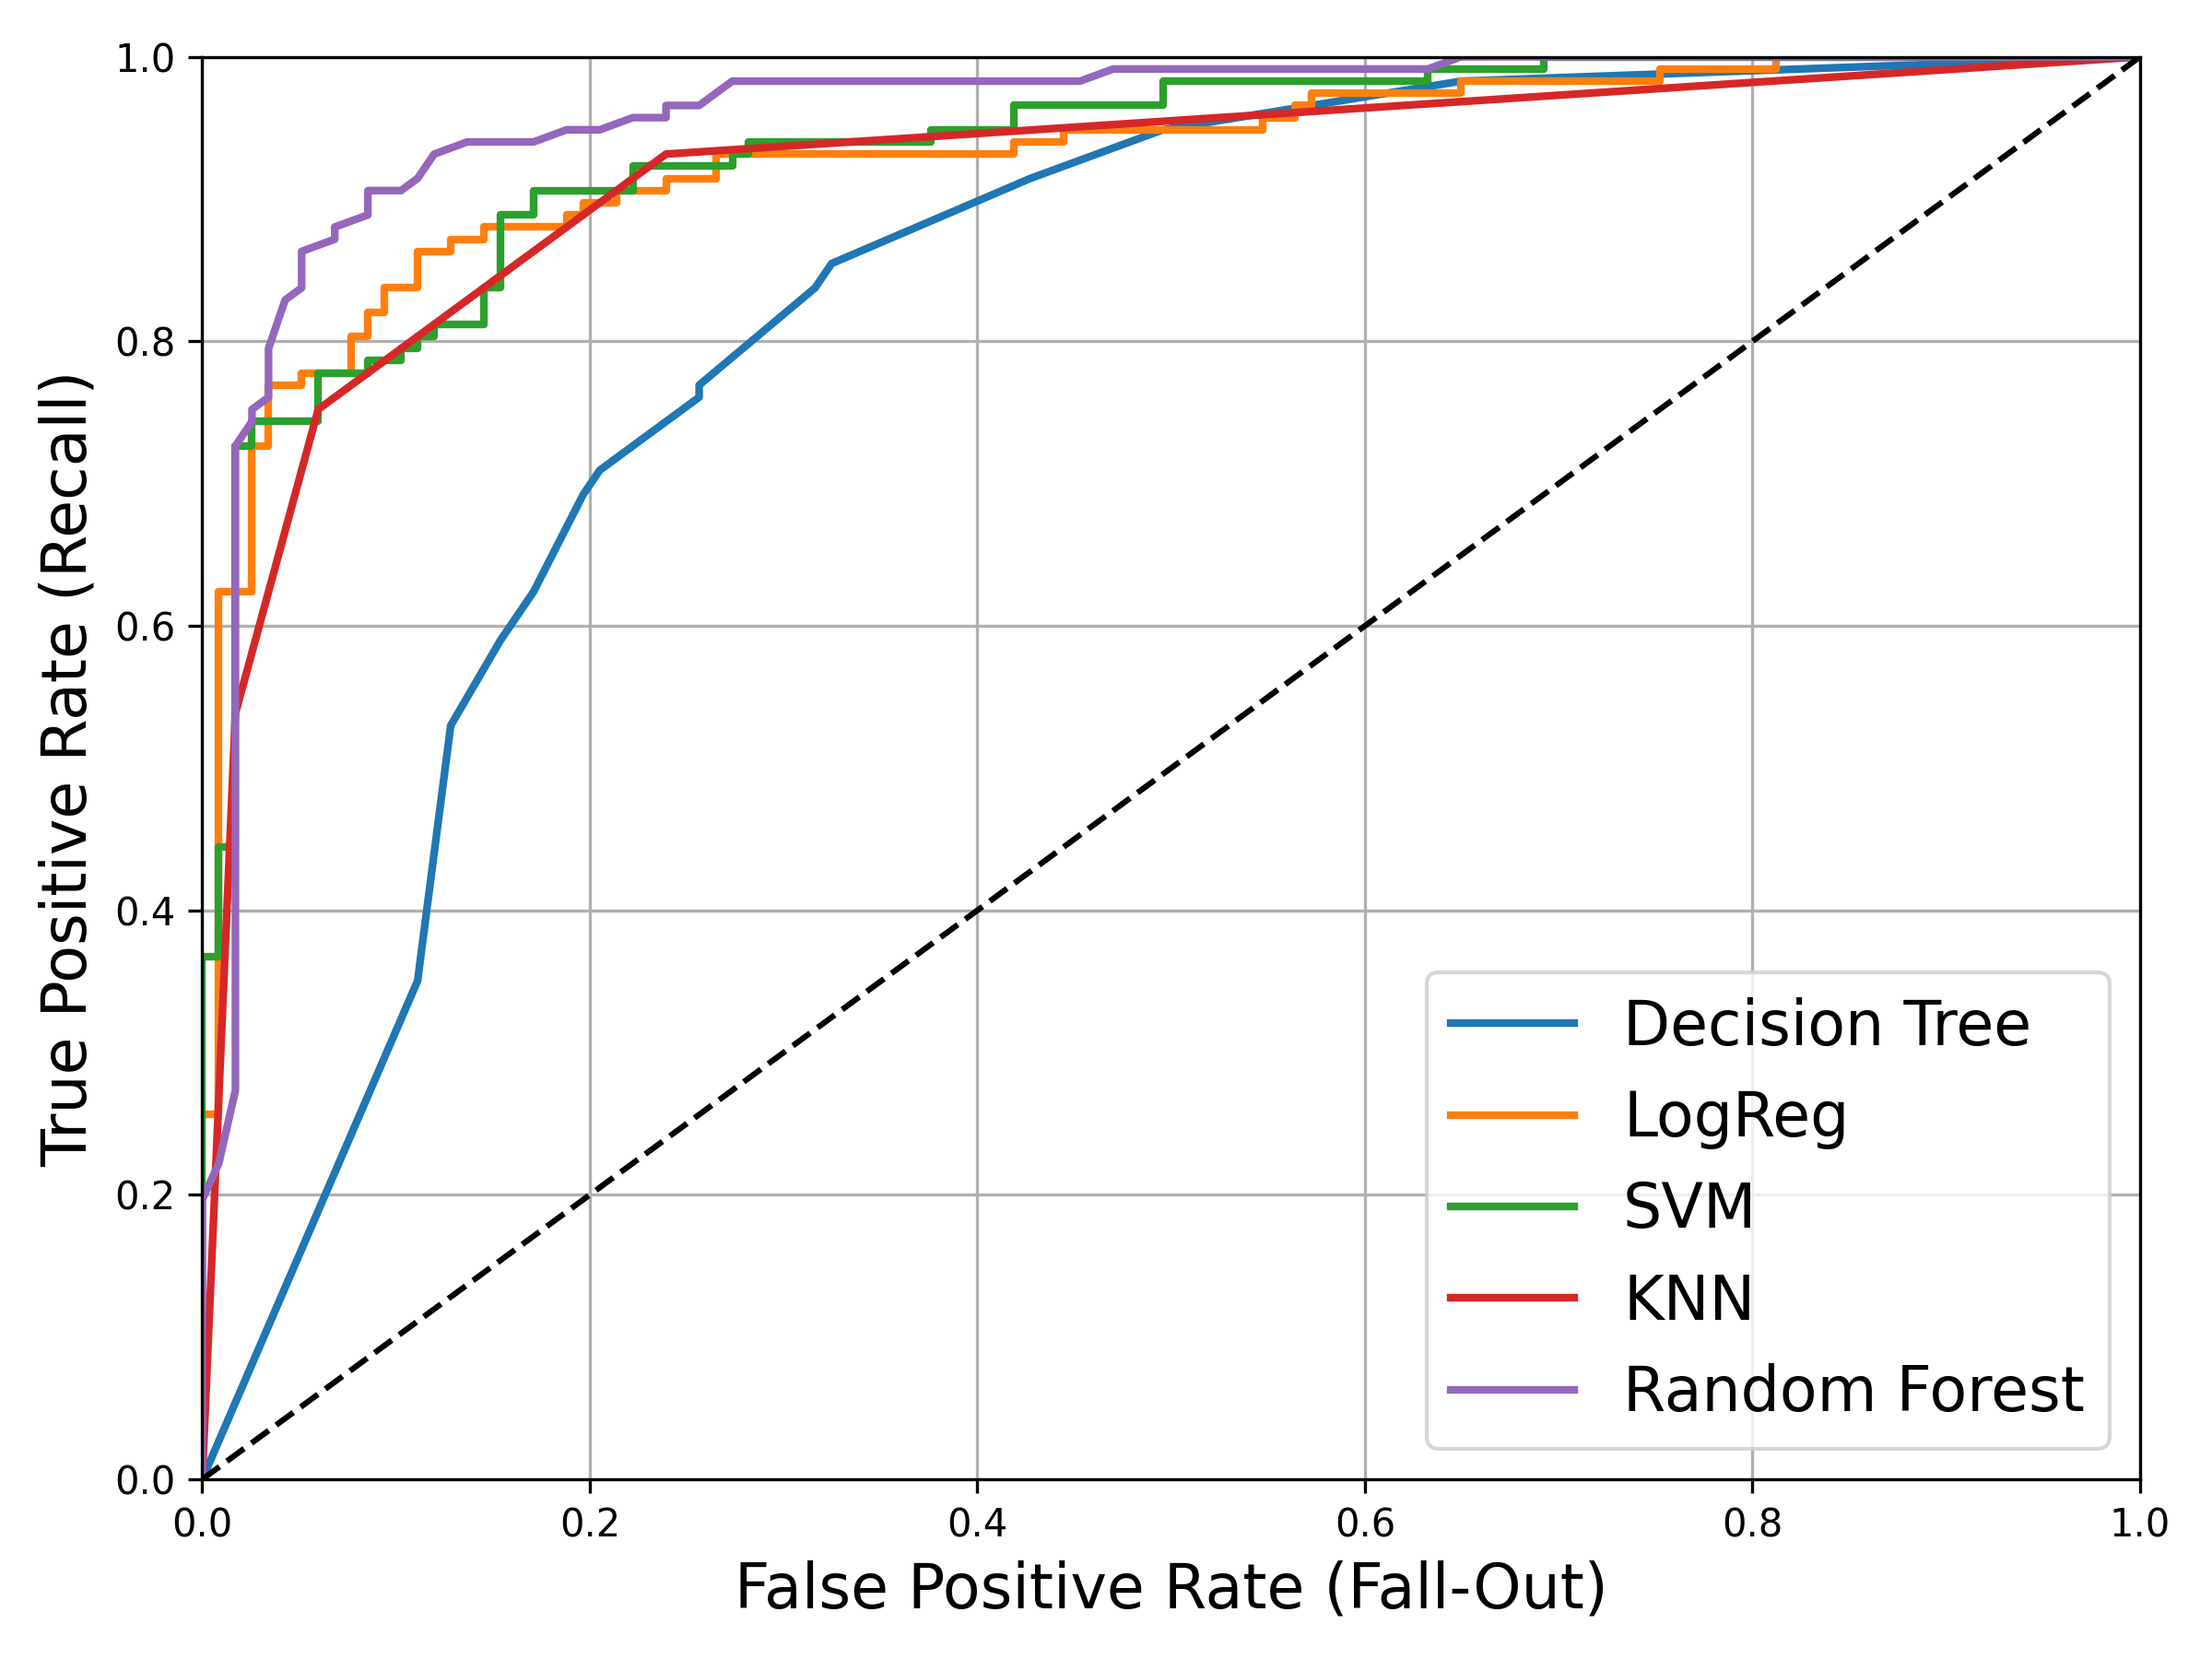 1.0
0.8
0.6
0.4
0.2
0.0
True Positive Rate (Recall)
0.0 0.2 0.4 0.6 0.8 1.0
False Positive Rate (Fall-Out)
Decision Tree
LogReg
SVM
KNN
Random Forest